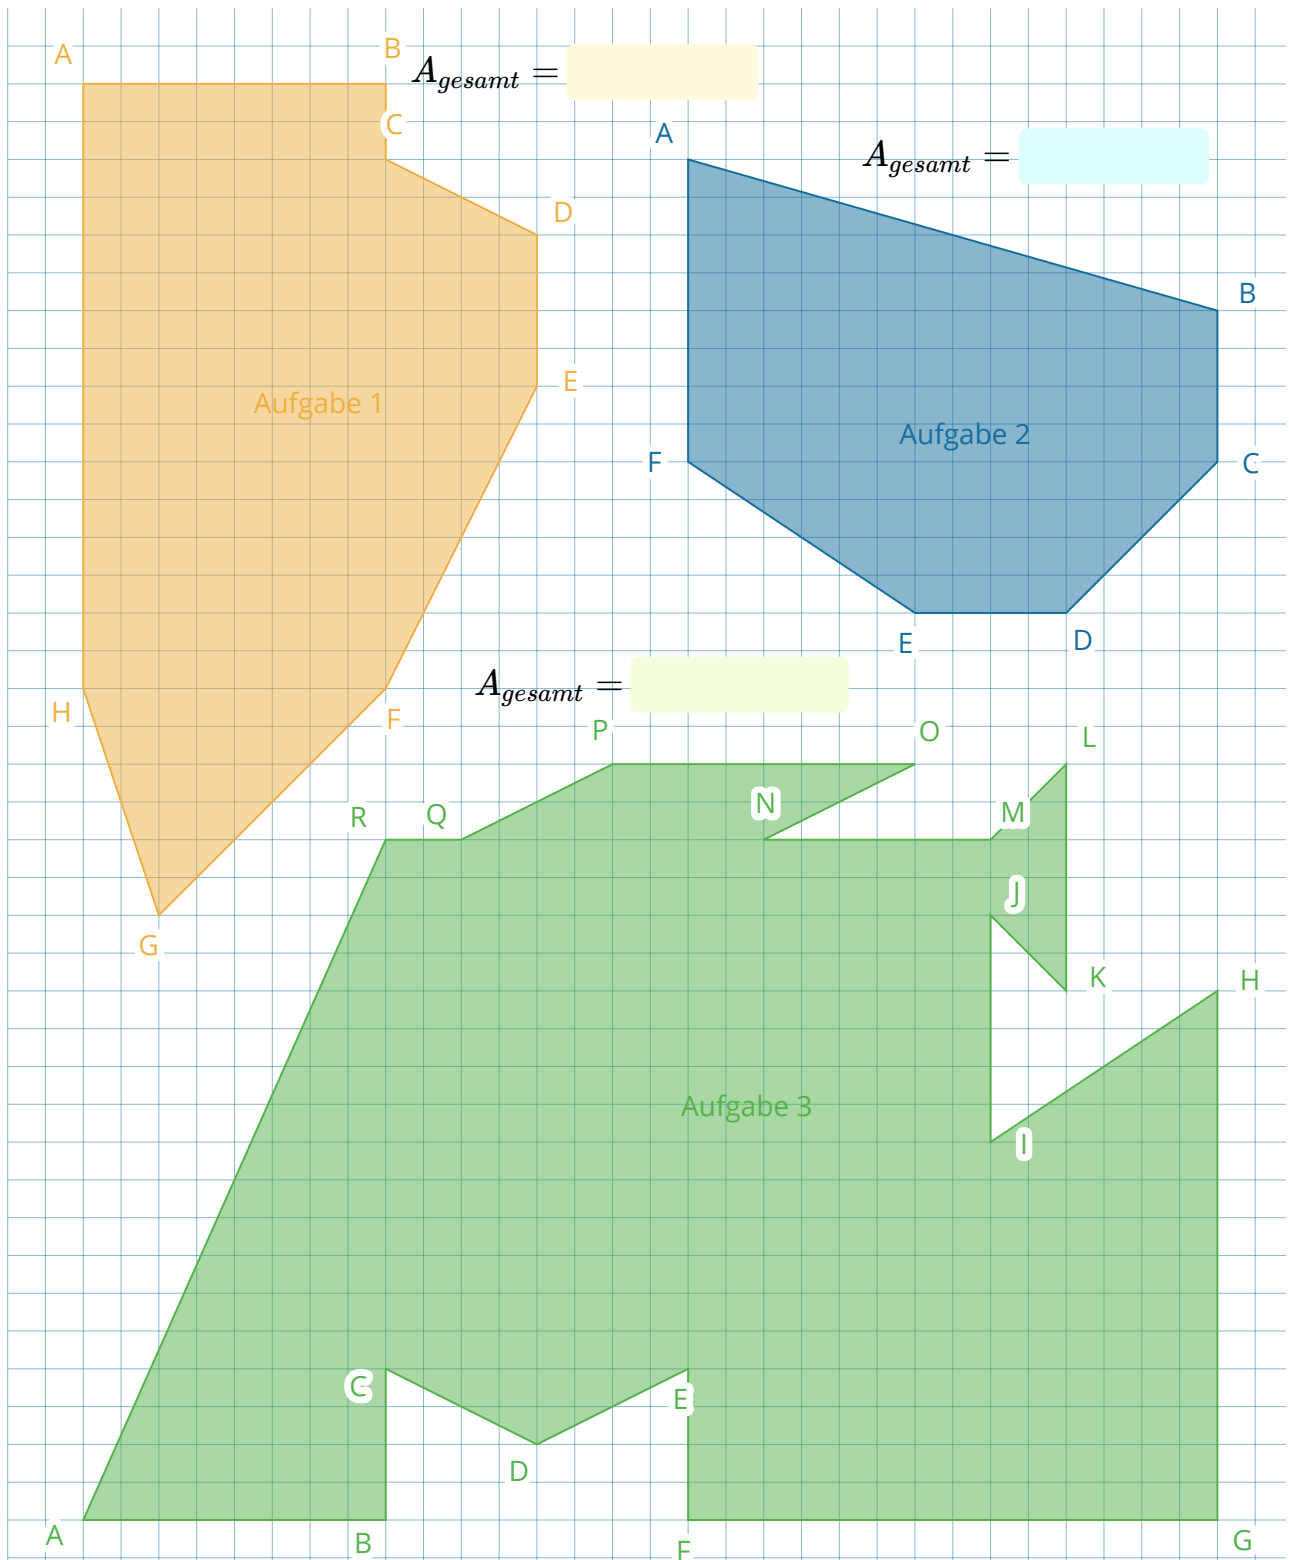 A
B
A_gesamt =
C
A
A_gesamt =
D
B
E
Aufgabe 1
Aufgabe 2
F
C
E
D
A_gesamt =
H
F
P
O
L
N
M
R
Q
J
G
K
H
Aufgabe 3
I
C
E
D
A
B
F
G